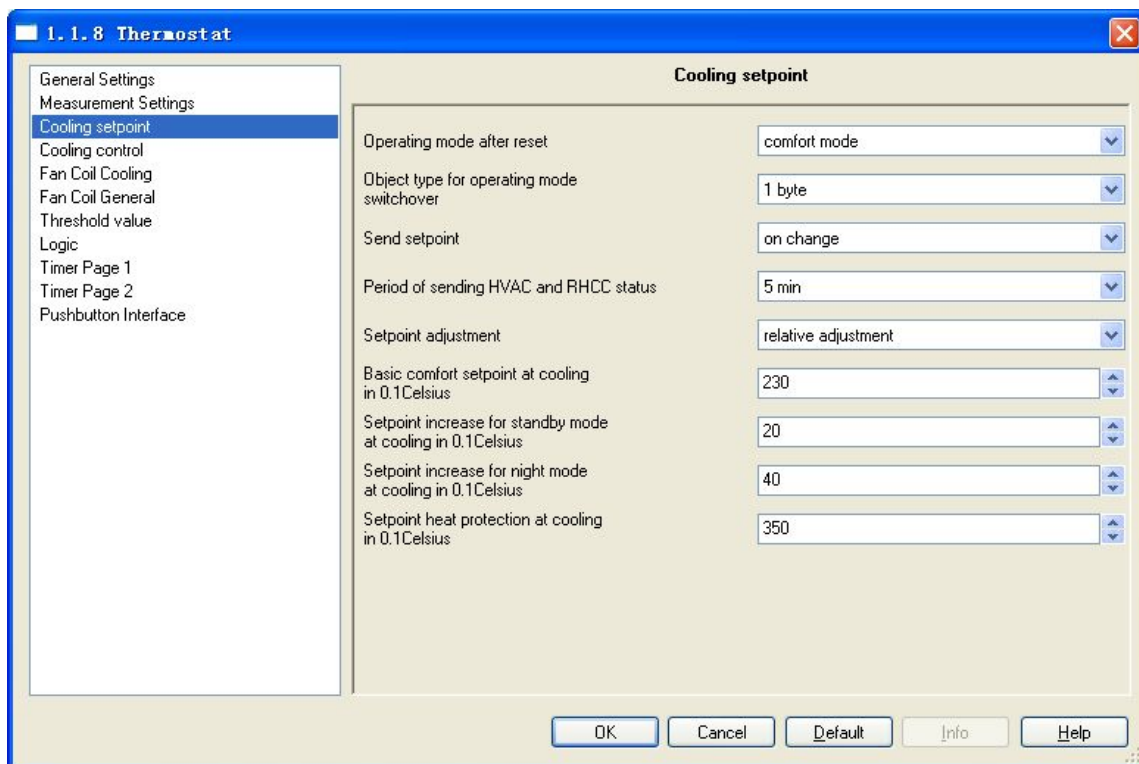 1.1.8 Thermostat
General Settings
Measurement Settings
Cooling setpoint
Cooling control
Fan Coil Cooling
Fan Coil General
Threshold value
Logic
Timer Page 1
Timer Page 2
Pushbutton Interface
Cooling setpoint
Operating mode after reset
comfort mode
Object type for operating mode
switchover
1 byte
Send setpoint
on change
Period of sending HVAC and RHCC status
5 min
Setpoint adjustment
relative adjustment
Basic comfort setpoint at cooling
in 0.1Celsius
230
Setpoint increase for standby mode
at cooling in 0.1Celsius
20
Setpoint increase for night mode
at cooling in 0.1Celsius
40
Setpoint heat protection at cooling
in 0.1Celsius
350
OK
Cancel
Default
Info
Help